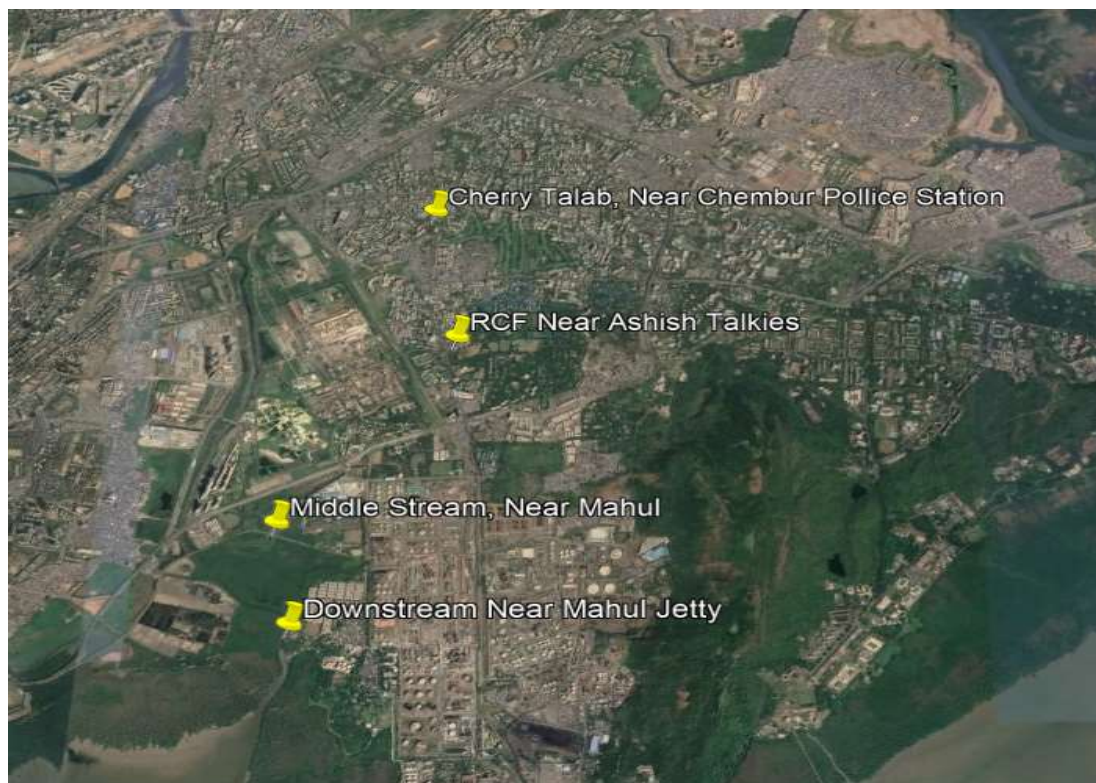 Cherry Talab, Near Chembur Pollice Station
RCF Near Ashish Talkies
Middle Stream, Near Mahul
Downstream Near Mahul Jetty